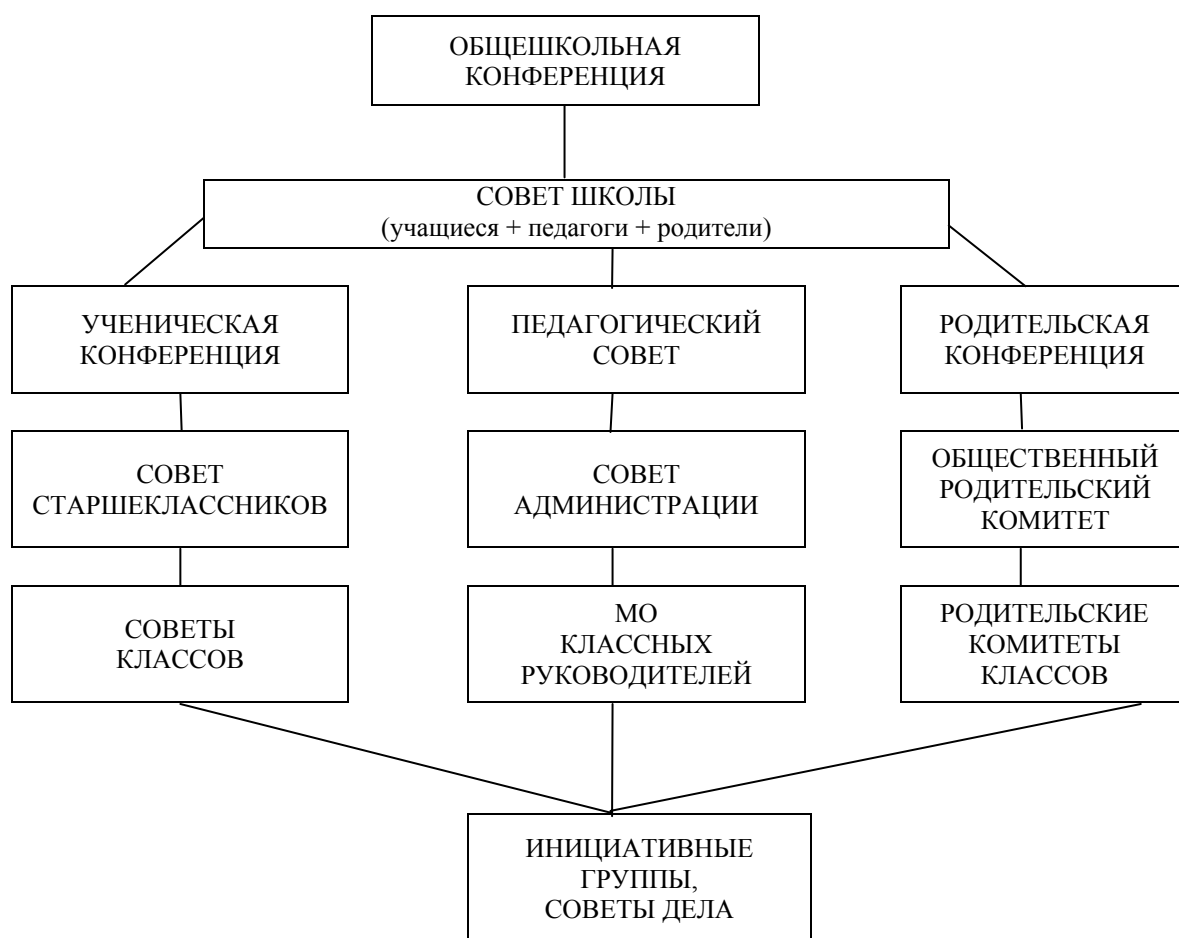 ОБЩЕШКОЛЬНАЯ
КОНФЕРЕНЦИЯ
СОВЕТ ШКОЛЫ
(учащиеся + педагоги + родители)
УЧЕНИЧЕСКАЯ
КОНФЕРЕНЦИЯ
ПЕДАГОГИЧЕСКИЙ
СОВЕТ
РОДИТЕЛЬСКАЯ
КОНФЕРЕНЦИЯ
СОВЕТ
СТАРШЕКЛАССНИКОВ
СОВЕТ
АДМИНИСТРАЦИИ
ОБЩЕСТВЕННЫЙ
РОДИТЕЛЬСКИЙ
КОМИТЕТ
СОВЕТЫ
КЛАССОВ
МО
КЛАССНЫХ
РУКОВОДИТЕЛЕЙ
РОДИТЕЛЬСКИЕ
КОМИТЕТЫ
КЛАССОВ
ИНИЦИАТИВНЫЕ
ГРУППЫ,
СОВЕТЫ ДЕЛА